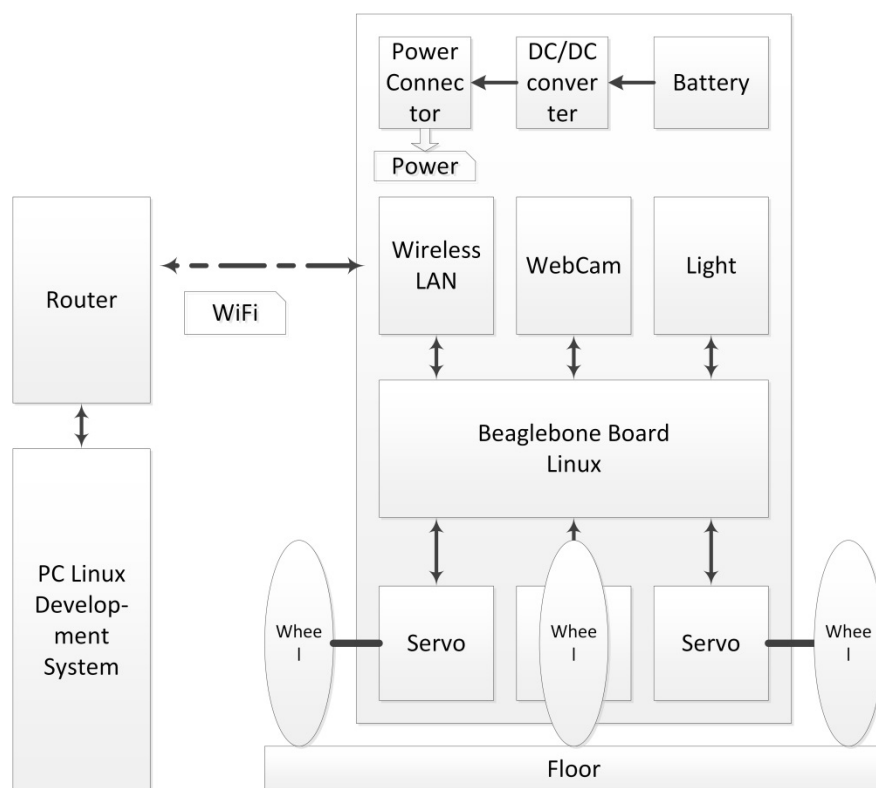 Power
Connec
tor
DC/DC
conver
ter
Battery
Power
Router
WiFi
Wireless
LAN
WebCam
Light
Beaglebone Board
Linux
PC Linux
Develop-
ment
System
Whee
l
Servo
Whee
l
Servo
Whee
l
Floor